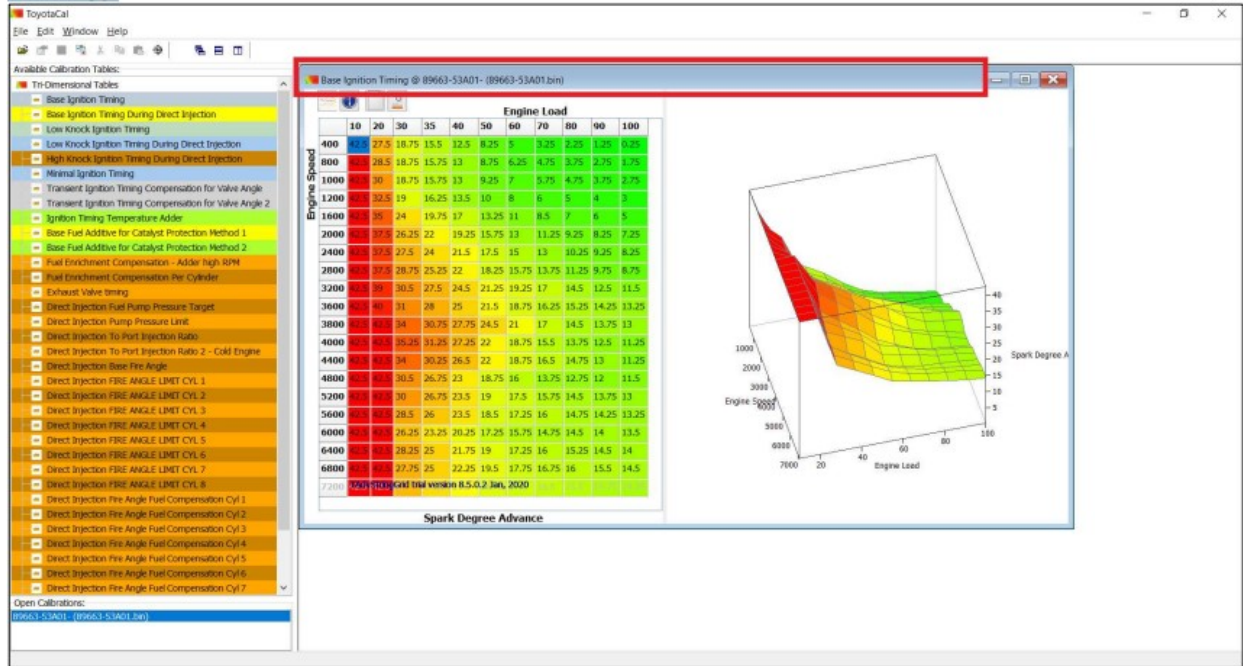 ToyotaCal
File Edit Window Help
Available Calibration Tables:
Tri-Dimensional Tables
Base Ignition Timing
Base Ignition Timing During Direct Injection
Low Knock Ignition Timing
Low Knock Ignition Timing During Direct Injection
High Knock Ignition Timing During Direct Injection
Minimal Ignition Timing
Transient Ignition Timing Compensation for Valve Angle
Transient Ignition Timing Compensation for Valve Angle 2
Ignition Timing Temperature Adder
Base Fuel Additive for Catalyst Protection Method 1
Base Fuel Additive for Catalyst Protection Method 2
Fuel Enrichment Compensation - Adder high RPM
Fuel Enrichment Compensation Per Cylinder
Exhaust Valve timing
Direct Injection Fuel Pump Pressure Target
Direct Injection Pump Pressure Limit
Direct Injection To Port Injection Ratio
Direct Injection To Port Injection Ratio 2 - Cold Engine
Direct Injection Base Fire Angle
Direct Injection FIRE ANGLE LIMIT CYL 1
Direct Injection FIRE ANGLE LIMIT CYL 2
Direct Injection FIRE ANGLE LIMIT CYL 3
Direct Injection FIRE ANGLE LIMIT CYL 4
Direct Injection FIRE ANGLE LIMIT CYL 5
Direct Injection FIRE ANGLE LIMIT CYL 6
Direct Injection FIRE ANGLE LIMIT CYL 7
Direct Injection FIRE ANGLE LIMIT CYL 8
Direct Injection Fire Angle Fuel Compensation Cyl 1
Direct Injection Fire Angle Fuel Compensation Cyl 2
Direct Injection Fire Angle Fuel Compensation Cyl 3
Direct Injection Fire Angle Fuel Compensation Cyl 4
Direct Injection Fire Angle Fuel Compensation Cyl 5
Direct Injection Fire Angle Fuel Compensation Cyl 6
Direct Injection Fire Angle Fuel Compensation Cyl 7
Open Calibrations:
89663-53A01- (89663-53A01.bin)
Base Ignition Timing @ 89663-53A01- (89663-53A01.bin)
Engine Load
Engine Speed
10 20 30 35 40 50 60 70 80 90 100
400 42.5 27.5 18.75 15.5 12.5 8.25 5 3.25 2.25 1.25 0.25
800 42.5 28.5 18.75 15.75 13 8.75 6.25 4.75 3.75 2.75 1.75
1000 42.5 30 18.75 15.75 13 9.25 7 5.75 4.75 3.75 2.75
1200 42.5 32.5 19 16.25 13.5 10 8 6 5 4 3
1600 42.5 35 24 19.75 17 13.25 11 8.5 7 6 5
2000 42.5 37.5 26.25 22 19.25 15.75 13 11.25 9.25 8.25 7.25
2400 42.5 37.5 27.5 24 21.5 17.5 15 13 10.25 9.25 8.25
2800 42.5 37.5 28.75 25.25 22 18.25 15.75 13.75 11.25 9.75 8.75
3200 42.5 39 30.5 27.5 24.5 21.25 19.25 17 14.5 12.5 11.5
3600 42.5 40 31 28 25 21.5 18.75 16.25 15.25 14.25 13.25
3800 42.5 42.5 34 30.75 27.75 24.5 21 17 14.5 13.75 13
4000 42.5 42.5 35.25 31.25 27.25 22 18.75 15.5 13.75 12.5 11.25
4400 42.5 42.5 34 30.25 26.5 22 18.75 16.5 14.75 13 11.25
4800 42.5 42.5 30.5 26.75 23 18.75 16 13.75 12.75 12 11.5
5200 42.5 42.5 30 26.75 23.5 19 17.5 15.75 14.5 13.75 13
5600 42.5 42.5 28.5 26 23.5 18.5 17.25 16 14.75 14.25 13.25
6000 42.5 42.5 26.25 23.25 20.25 17.25 15.75 14.75 14.5 14 13.5
6400 42.5 42.5 28.25 25 21.75 19 17.25 16 15.25 14.5 14
6800 42.5 42.5 27.75 25 22.25 19.5 17.75 16.75 16 15.5 14.5
7200 Grid trial version 8.5.0.2 Jan, 2020
Spark Degree Advance
40
35
30
25
20
15
10
5
Spark Degree A
1000
2000
3000
4000
5000
6000
7000
Engine Speed
20
40
60
80
100
Engine Load